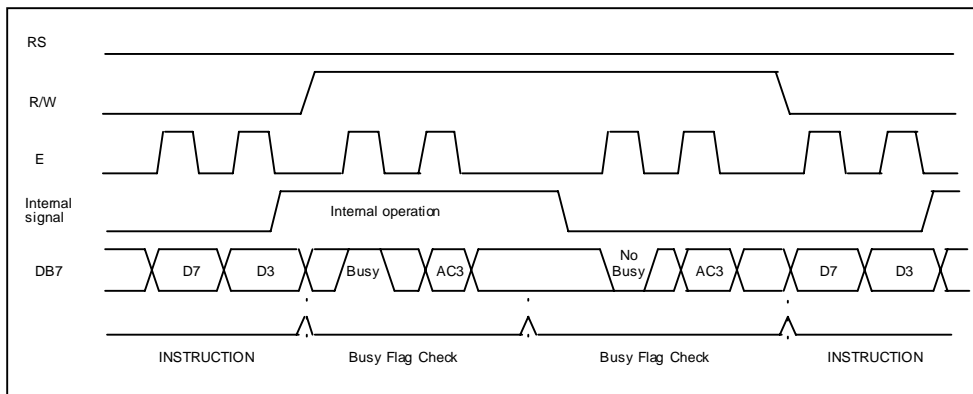 RS
R/W
E
Internal
signal
Internal operation
DB7
D7
D3
Busy
AC3
No
Busy
AC3
D7
D3
INSTRUCTION
Busy Flag Check
Busy Flag Check
INSTRUCTION